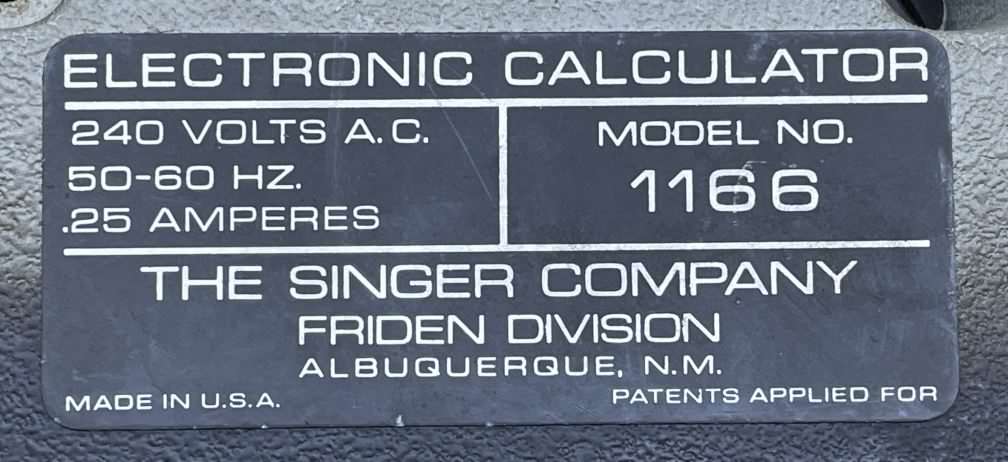 ELECTRONIC CALCULATOR
240 VOLTS A.C.
50-60 HZ.
.25 AMPERES
MODEL NO.
1166
THE SINGER COMPANY
FRIDEN DIVISION
ALBUQUERQUE, N.M.
MADE IN U.S.A.
PATENTS APPLIED FOR